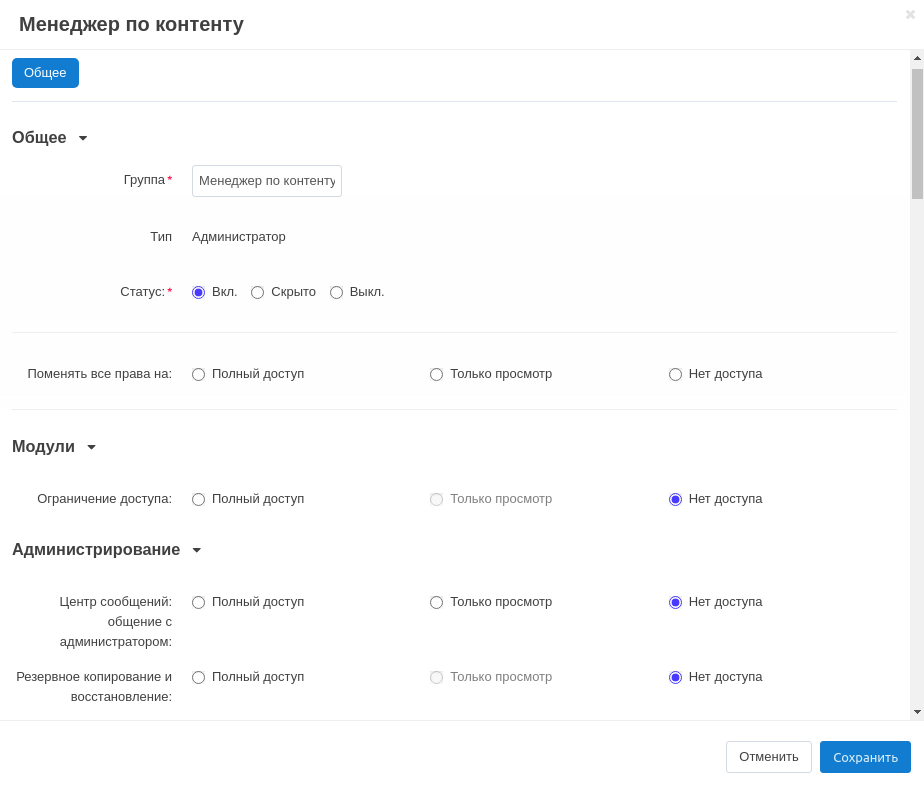 Менеджер по контенту
Общее
Общее
Группа*
Менеджер по контенту
Тип
Администратор
Статус:*
Вкл. Скрыто Выкл.
Поменять все права на: Полный доступ Только просмотр Нет доступа
Модули
Ограничение доступа: Полный доступ Только просмотр Нет доступа
Администрирование
Центр сообщений: Полный доступ Только просмотр Нет доступа
общение с
администратором:
Резервное копирование и Полный доступ Только просмотр Нет доступа
восстановление:
Отменить Сохранить